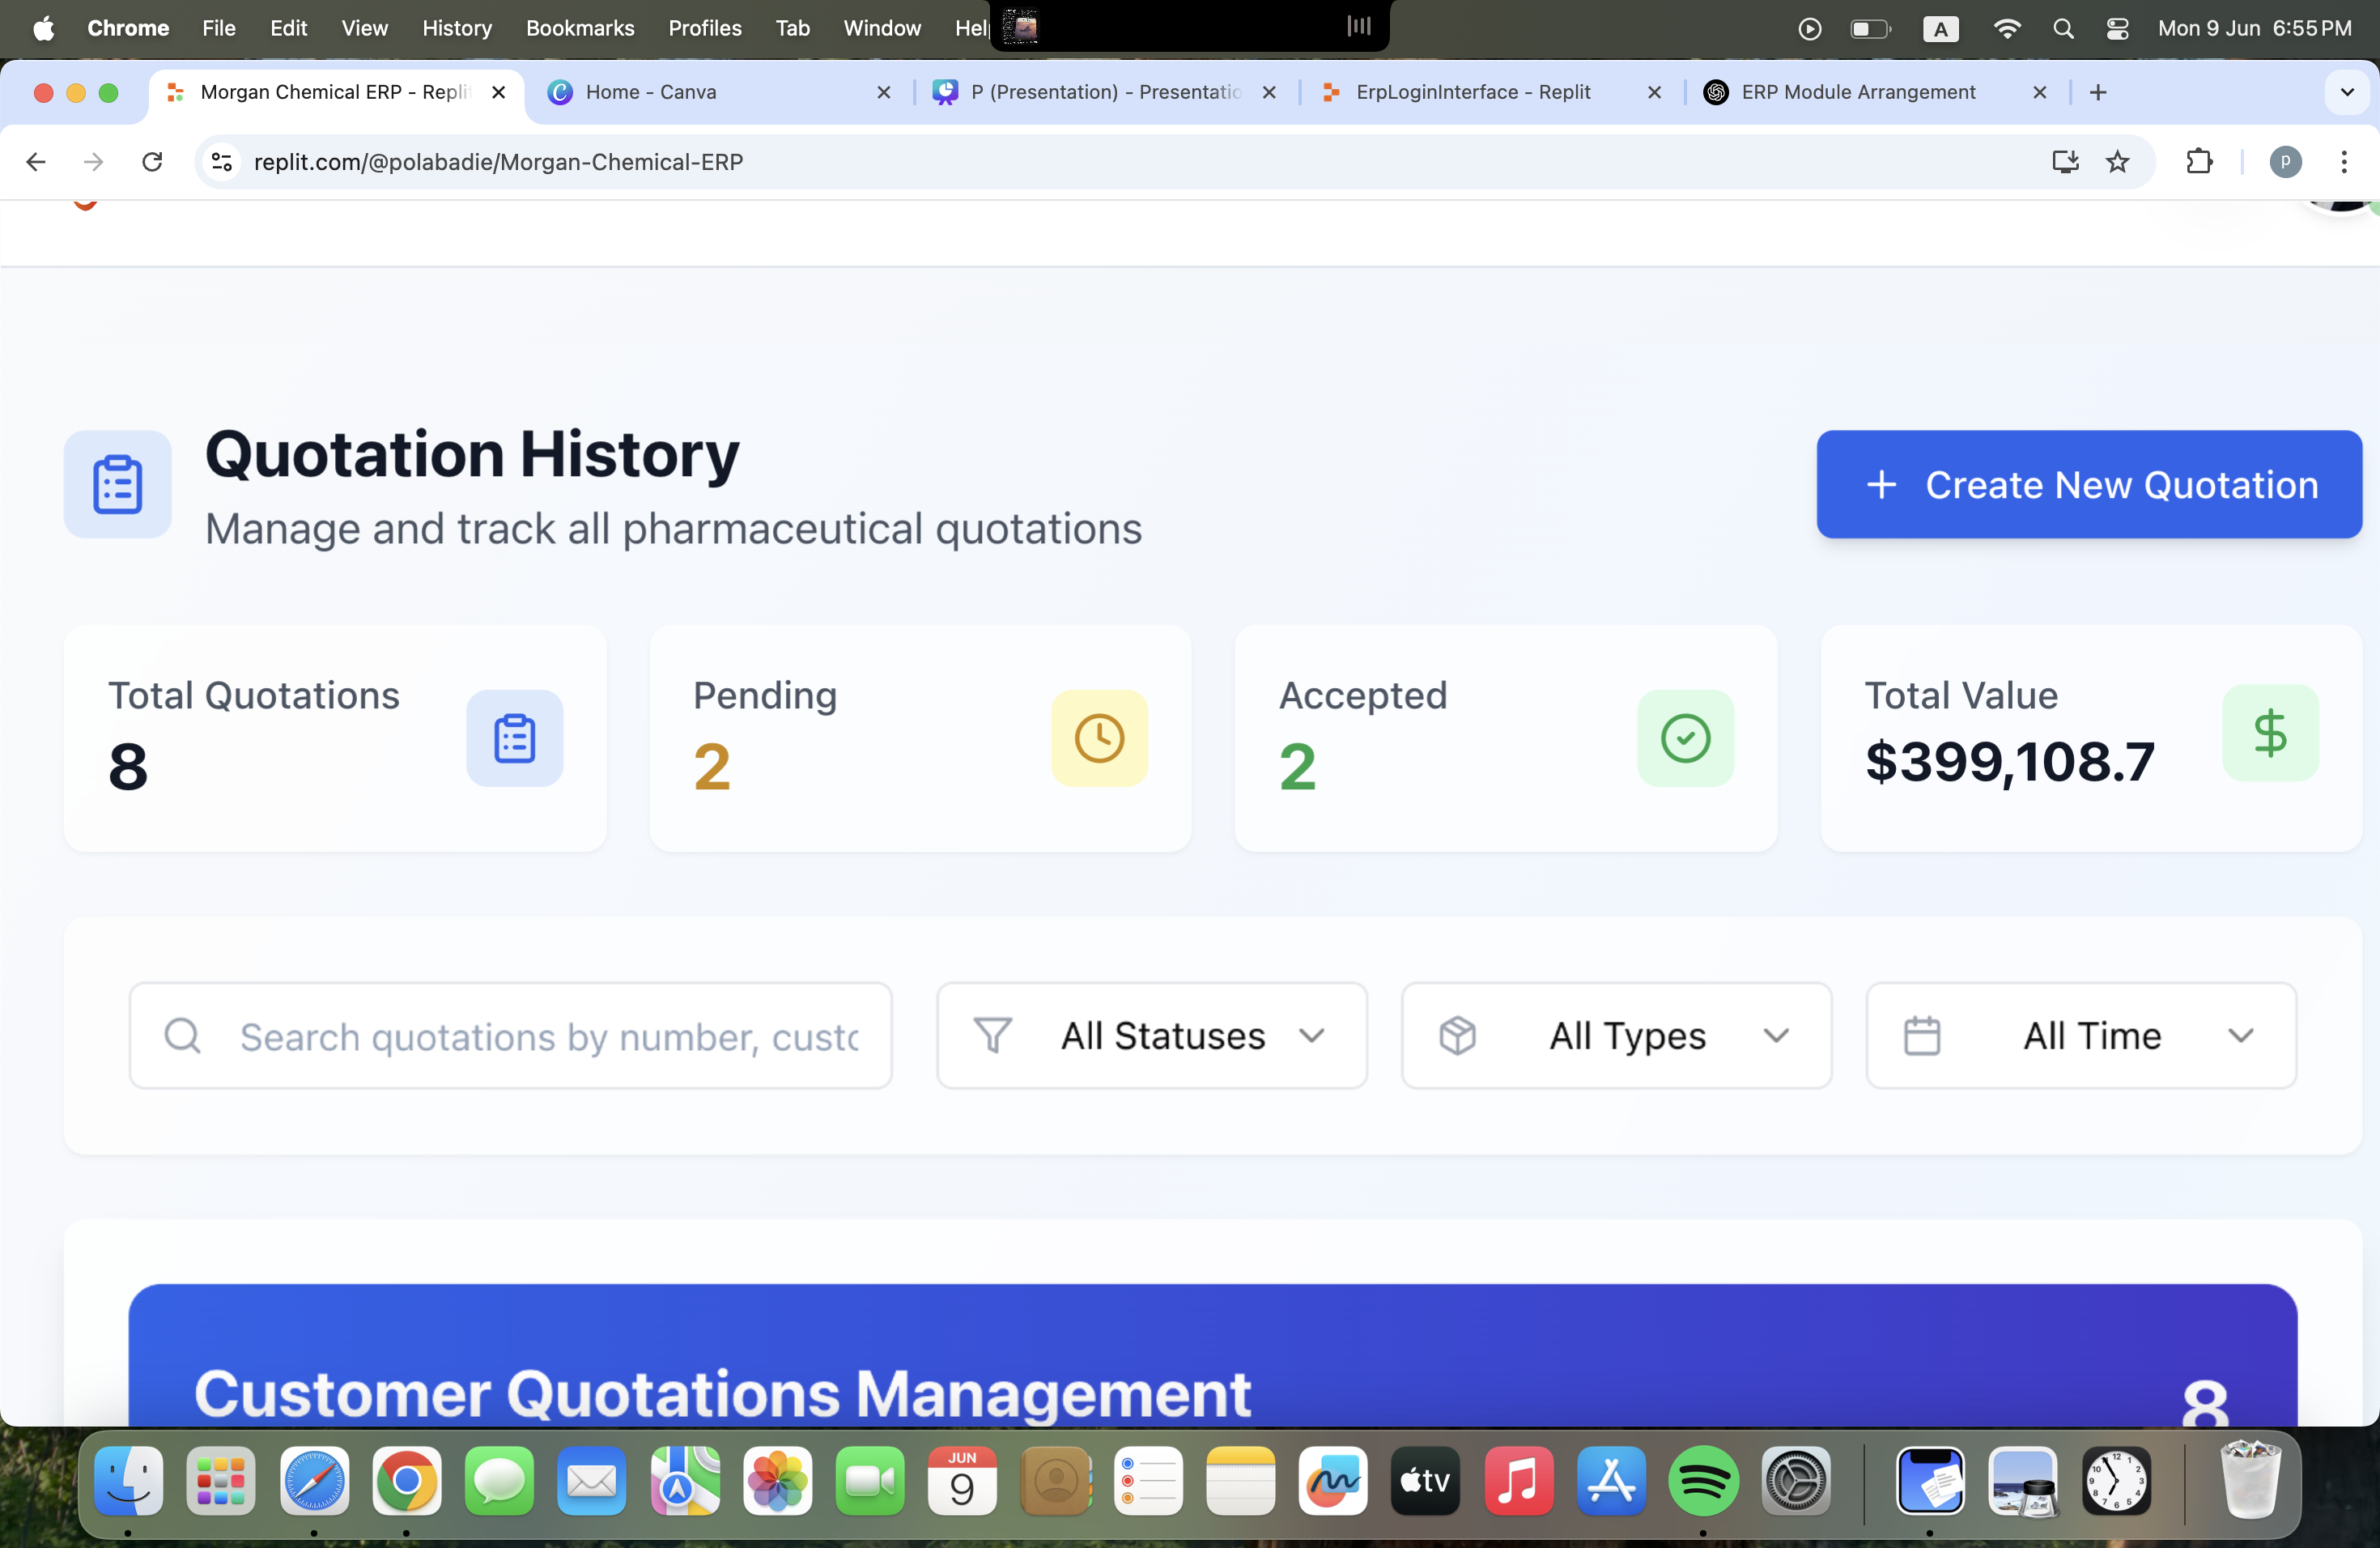 Chrome File Edit View History Bookmarks Profiles Tab Window Help
A Mon 9 Jun 6:55 PM
Morgan Chemical ERP - Repli
Home - Canva
P (Presentation) - Presentatio
ErpLoginInterface - Replit
ERP Module Arrangement
replit.com/@polabadie/Morgan-Chemical-ERP
p
Quotation History
Manage and track all pharmaceutical quotations
+ Create New Quotation
Total Quotations
8
Pending
2
Accepted
2
Total Value
$399,108.7
$
Search quotations by number, custo
All Statuses
All Types
All Time
Customer Quotations Management
8
JUN
9
tv